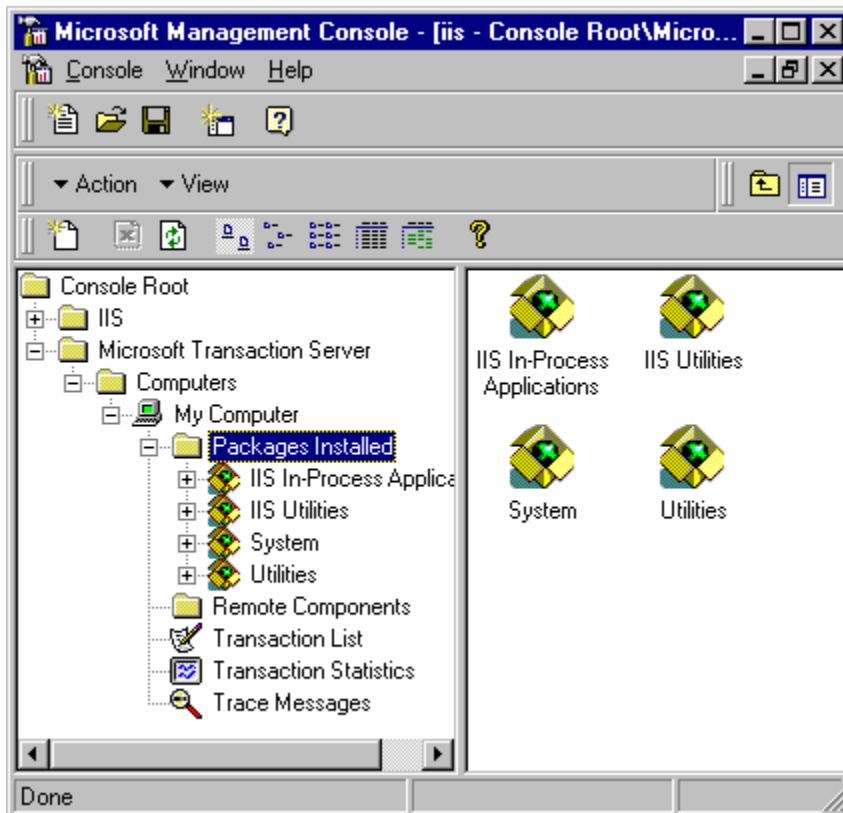 Microsoft Management Console - [iis - Console Root\Micro...
Console Window Help
Action View
Console Root
IIS
Microsoft Transaction Server
Computers
My Computer
Packages Installed
IIS In-Process Applica
IIS Utilities
System
Utilities
Remote Components
Transaction List
Transaction Statistics
Trace Messages
IIS In-Process
Applications
IIS Utilities
System
Utilities
Done